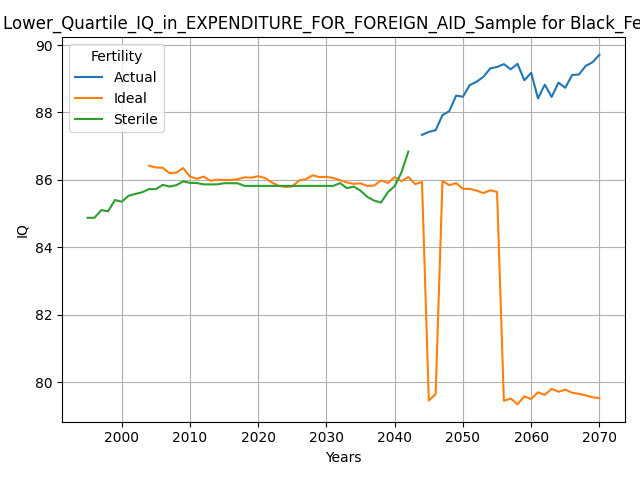 Lower_Quartile_IQ_in_EXPENDITURE_FOR_FOREIGN_AID_Sample for Black_Fe
90
88
86
84
82
80
IQ
Fertility
Actual
Ideal
Sterile
2000 2010 2020 2030 2040 2050 2060 2070
Years